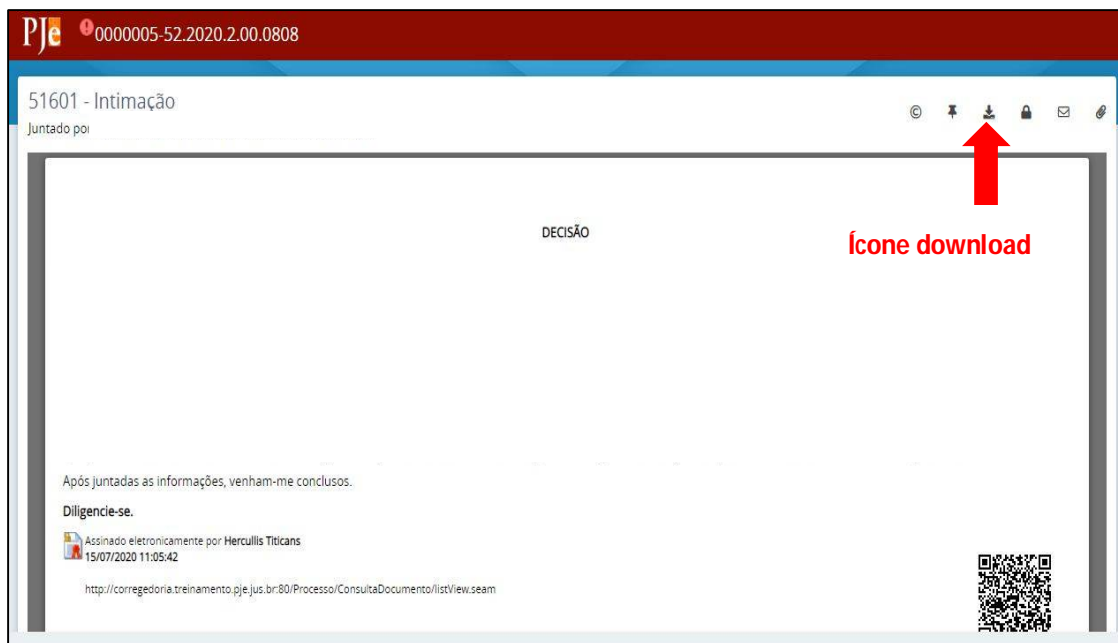 PJe 0000005-52.2020.2.00.0808
51601 - Intimação
Juntado por
DECISÃO
Ícone download
Após juntadas as informações, venham-me conclusos.
Diligencie-se.
Assinado eletronicamente por Hercullis Titicans
15/07/2020 11:05:42
http://corregedoria.treinamento.pje.jus.br:80/Processo/ConsultaDocumento/listView.seam